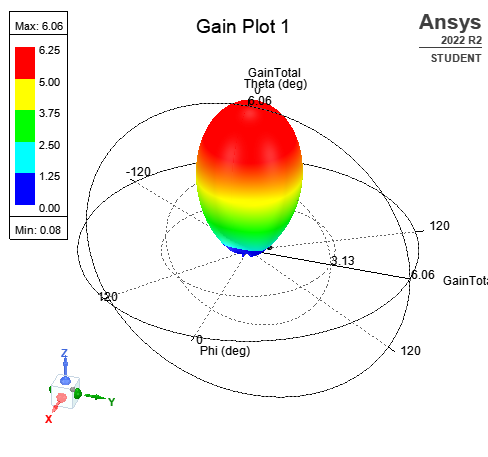 Max: 6.06
6.25
5.00
3.75
2.50
1.25
0.00
Min: 0.08
Gain Plot 1
Ansys
2022 R2
STUDENT
GainTotal
Theta (deg)
0
6.06
-120
120
3.13
6.06
GainTota
120
0
Phi (deg)
120
Z
Y
X